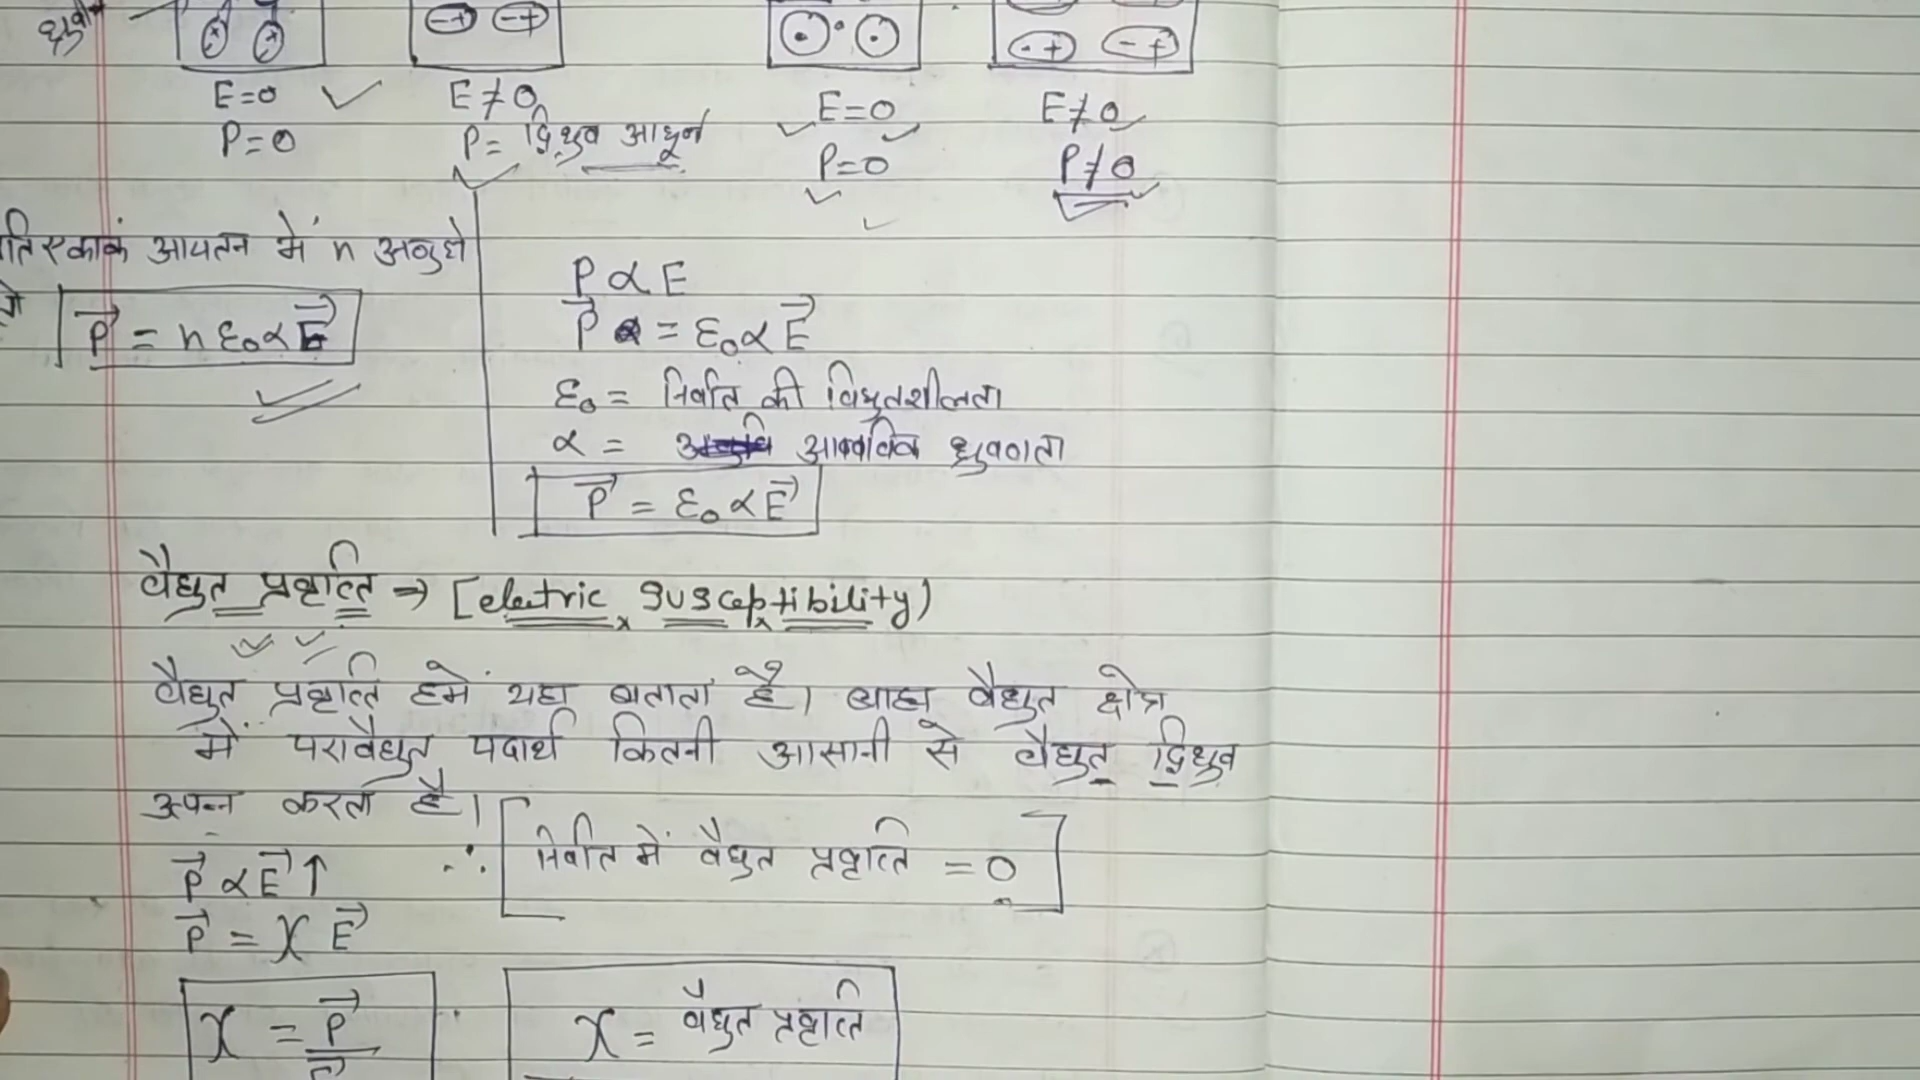 ध्रुवी
E=0
P=0
E≠0
P= द्विध्रुव आघूर्ण
E=0
P=0
E≠0
P≠0
प्रति एकांक आयतन में n अणु हो
तो P⃗ = nε₀αE⃗
P ∝ E
P⃗ = ε₀αE⃗
ε₀ = निर्वात की विद्युतशीलता
α = आण्विक ध्रुवणता
P⃗ = ε₀αE⃗
वैद्युत प्रवृत्ति → [electric susceptibility)
वैद्युत प्रवृत्ति हमें यह बताता है। बाह्य वैद्युत क्षेत्र
में परावैद्युत पदार्थ कितनी आसानी से वैद्युत द्विध्रुव
उत्पन्न करता है।
∴ [निर्वात में वैद्युत प्रवृत्ति = 0]
P⃗ ∝ E⃗ ↑
P⃗ = χ E⃗
χ = P⃗/E⃗
χ = वैद्युत प्रवृत्ति